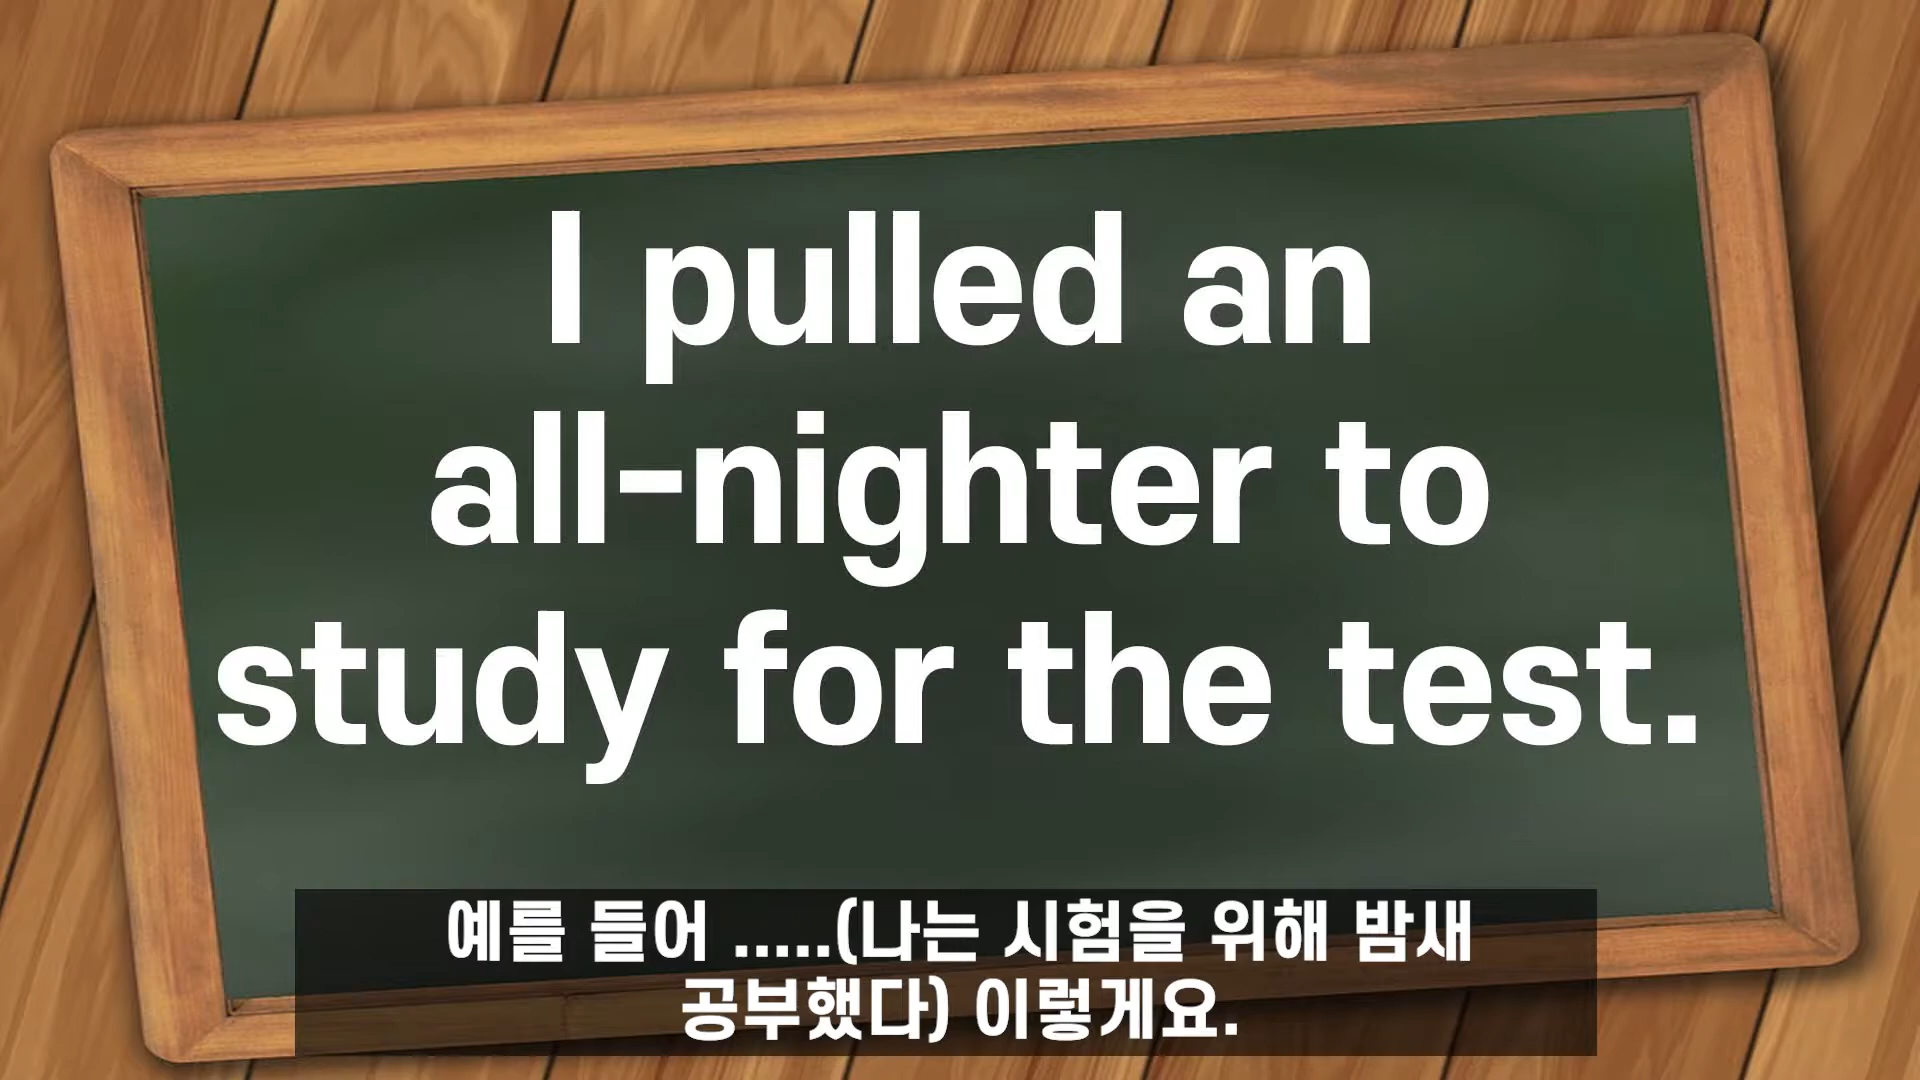 I pulled an
all-nighter to
study for the test.
예를 들어 .....(나는 시험을 위해 밤새
공부했다) 이렇게요.